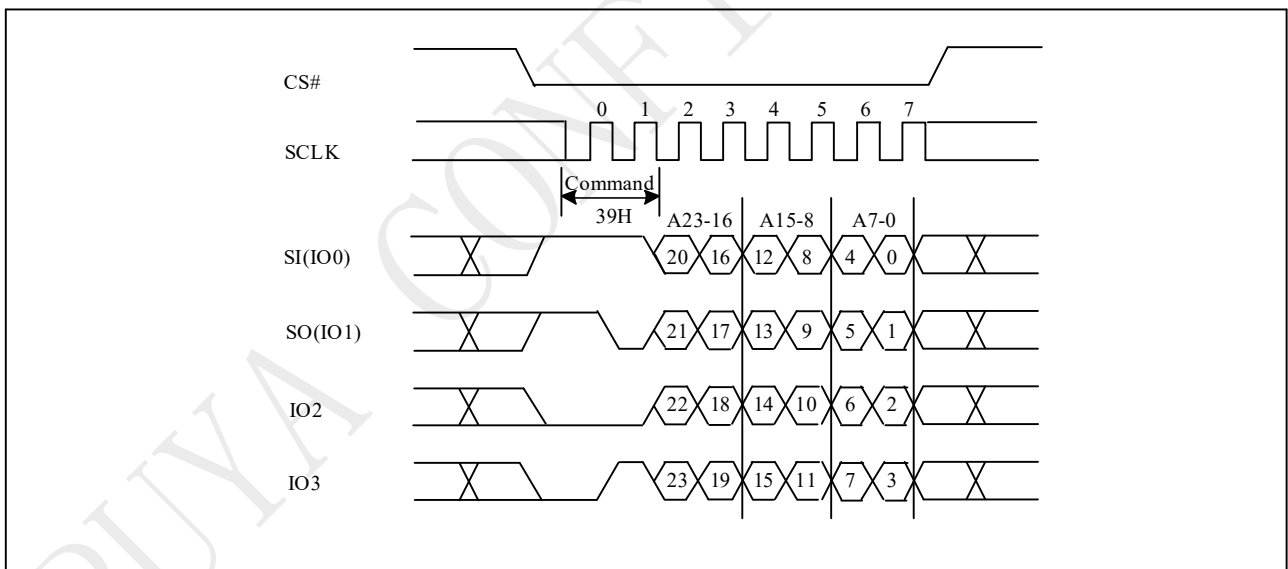 CS#
0 1 2 3 4 5 6 7
SCLK
Command
39H
A23-16 A15-8 A7-0
SI(IO0) 20 16 12 8 4 0
SO(IO1) 21 17 13 9 5 1
IO2 22 18 14 10 6 2
IO3 23 19 15 11 7 3
PUYA CONF